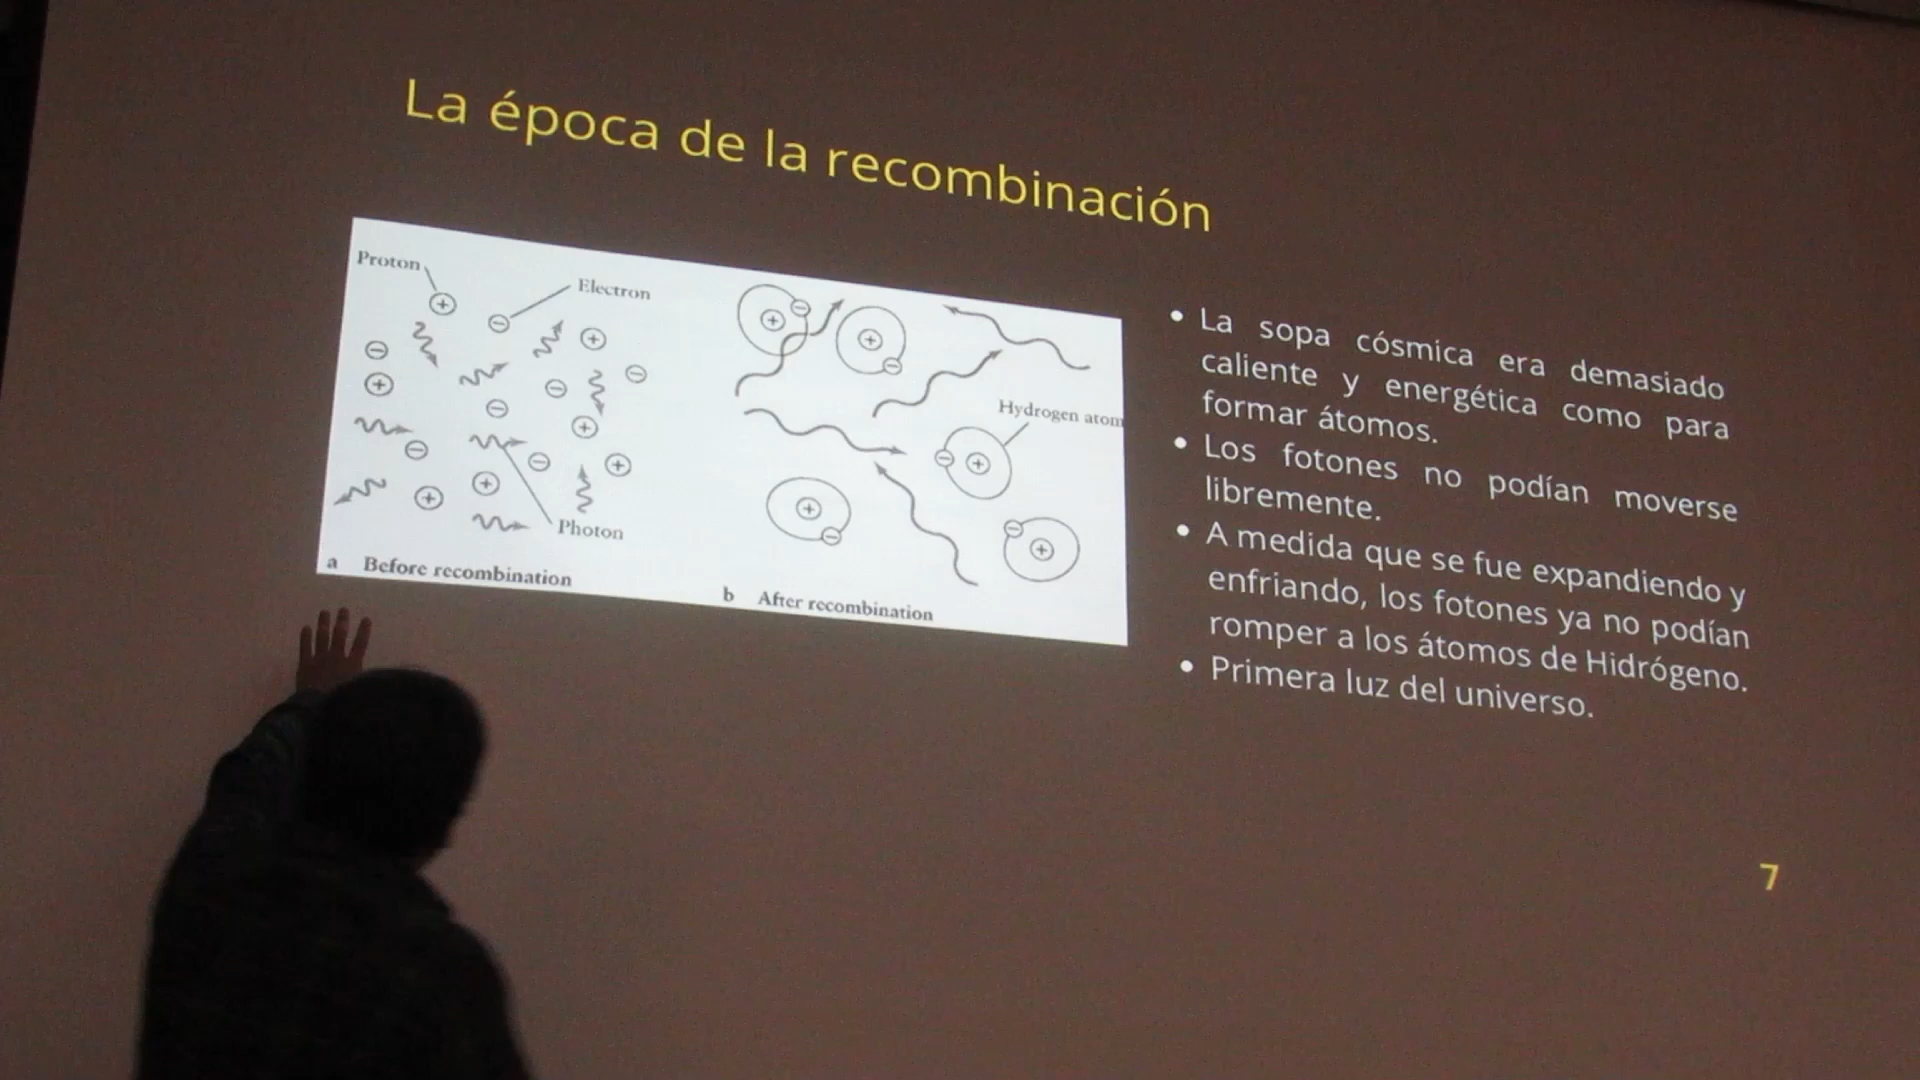 La época de la recombinación
Proton
Electron
Photon
a Before recombination
Hydrogen atom
b After recombination
• La sopa cósmica era demasiado
caliente y energética como para
formar átomos.
• Los fotones no podían moverse
libremente.
• A medida que se fue expandiendo y
enfriando, los fotones ya no podían
romper a los átomos de Hidrógeno.
• Primera luz del universo.
7